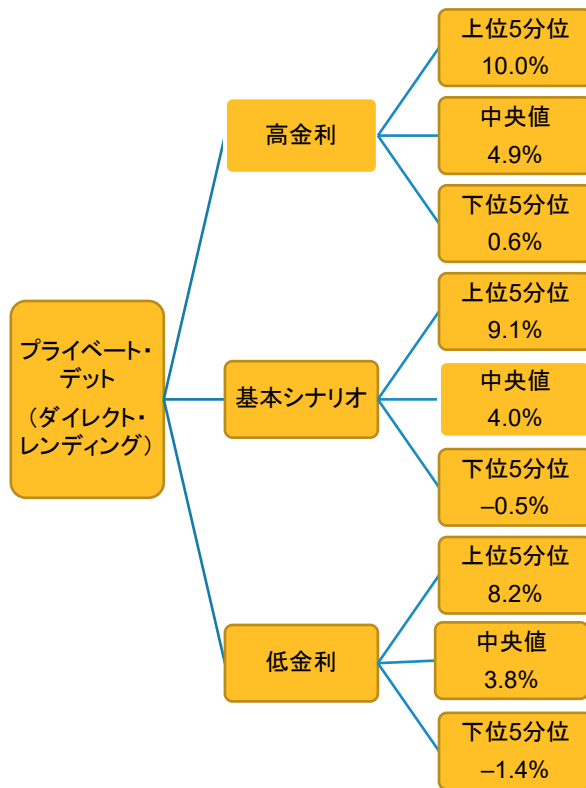 プライベート・
デット
（ダイレクト・
レンディング）
高金利
上位5分位
10.0%
中央値
4.9%
下位5分位
0.6%
基本シナリオ
上位5分位
9.1%
中央値
4.0%
下位5分位
–0.5%
低金利
上位5分位
8.2%
中央値
3.8%
下位5分位
–1.4%